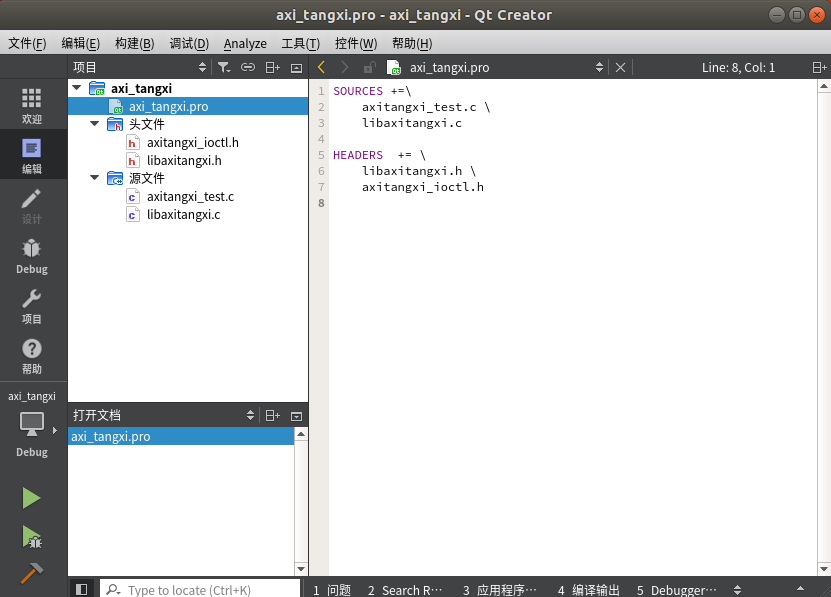 axi_tangxi.pro - axi_tangxi - Qt Creator
文件(F) 编辑(E) 构建(B) 调试(D) Analyze 工具(T) 控件(W) 帮助(H)
项目
axi_tangxi.pro
Line: 8, Col: 1
欢迎
编辑
设计
Debug
项目
帮助
axi_tangxi
Debug
axi_tangxi
axi_tangxi.pro
头文件
axitangxi_ioctl.h
libaxitangxi.h
源文件
axitangxi_test.c
libaxitangxi.c
打开文档
axi_tangxi.pro
1 SOURCES +=\
2 axitangxi_test.c \
3 libaxitangxi.c
4
5 HEADERS += \
6 libaxitangxi.h \
7 axitangxi_ioctl.h
8
Type to locate (Ctrl+K)
1 问题 2 Search R··· 3 应用程序··· 4 编译输出 5 Debugger···